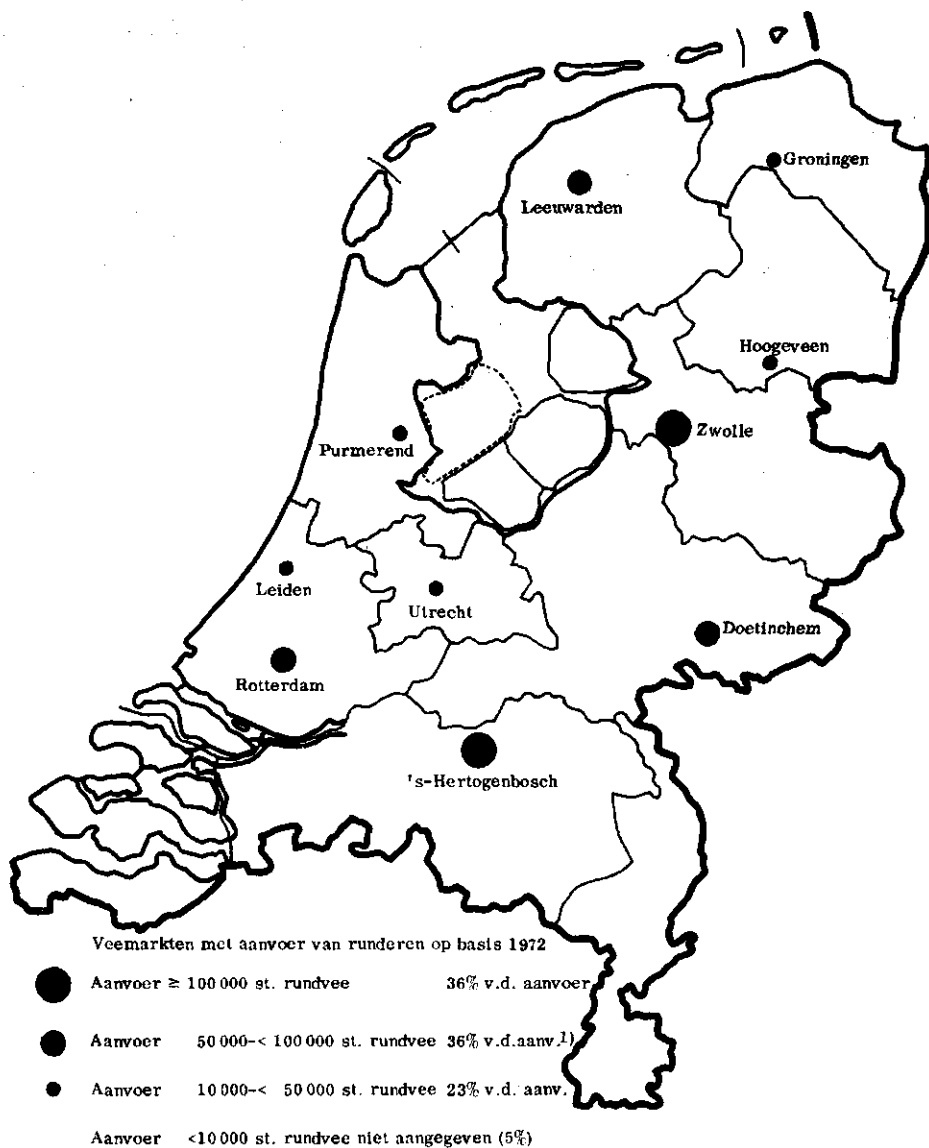 Groningen
Leeuwarden
Hoogeveen
Zwolle
Purmerend
Leiden
Utrecht
Doetinchem
Rotterdam
's-Hertogenbosch
Veemarkten met aanvoer van runderen op basis 1972
Aanvoer ≥ 100 000 st. rundvee 36% v.d. aanvoer
Aanvoer 50 000-< 100 000 st. rundvee 36% v.d.aanv.1)
Aanvoer 10 000-< 50 000 st. rundvee 23% v.d. aanv.
Aanvoer <10 000 st. rundvee niet aangegeven (5%)